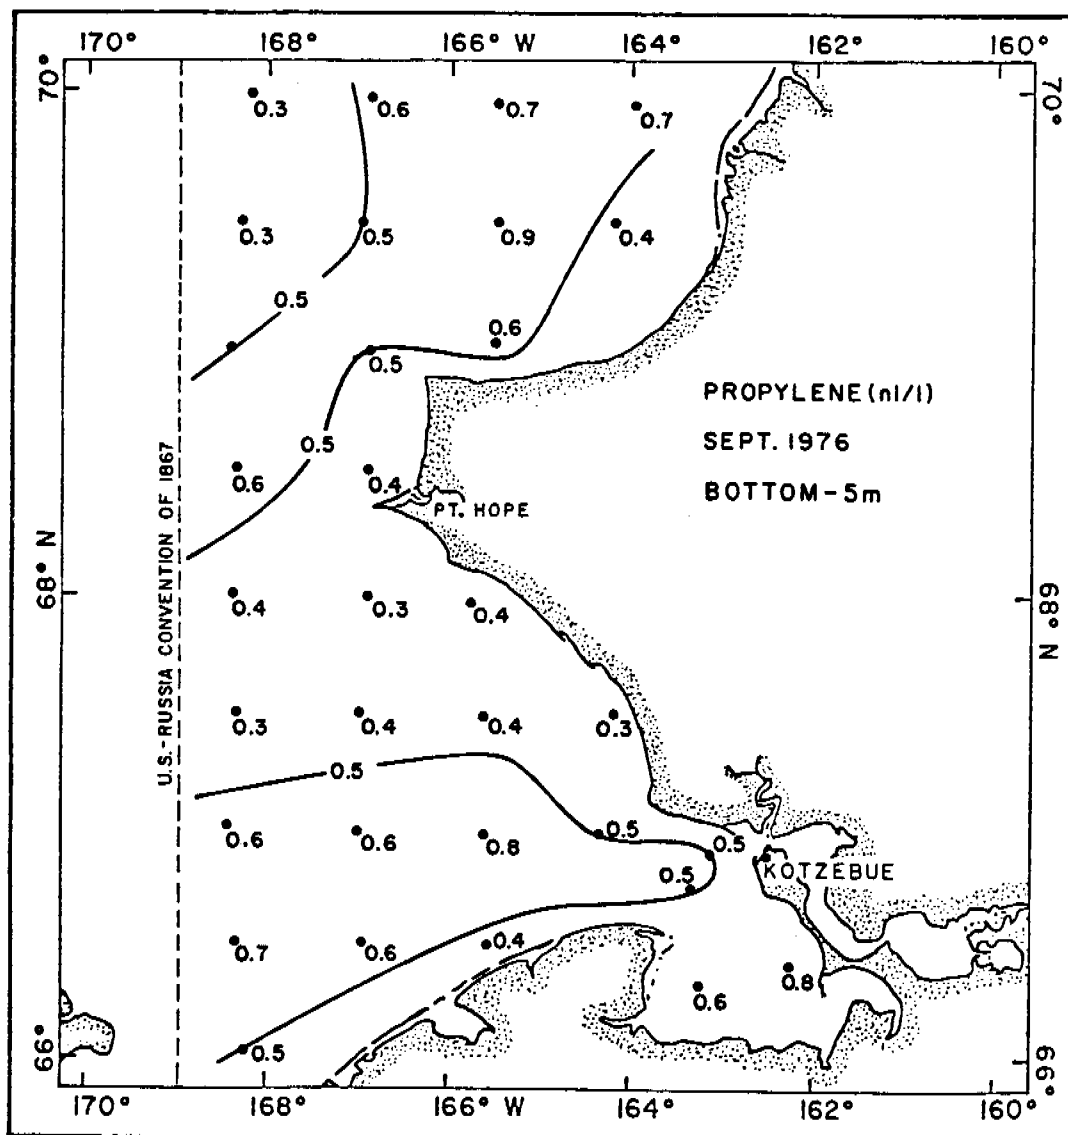 170° 168° 166° W 164° 162° 160°
70° 70°
0.3 0.6 0.7 0.7
0.3 0.5 0.9 0.4
0.5
0.6
0.5
PROPYLENE (nl/l)
SEPT. 1976
BOTTOM - 5m
0.5
0.6 0.4
PT. HOPE
U.S.-RUSSIA CONVENTION OF 1867
68° N 68° N
0.4 0.3 0.4
0.3 0.4 0.4 0.3
0.5
0.6 0.6 0.8 0.5
0.5
0.5 KOTZEBUE
0.7 0.6 0.4
0.6 0.8
66° 66°
0.5
170° 168° 166° W 164° 162° 160°